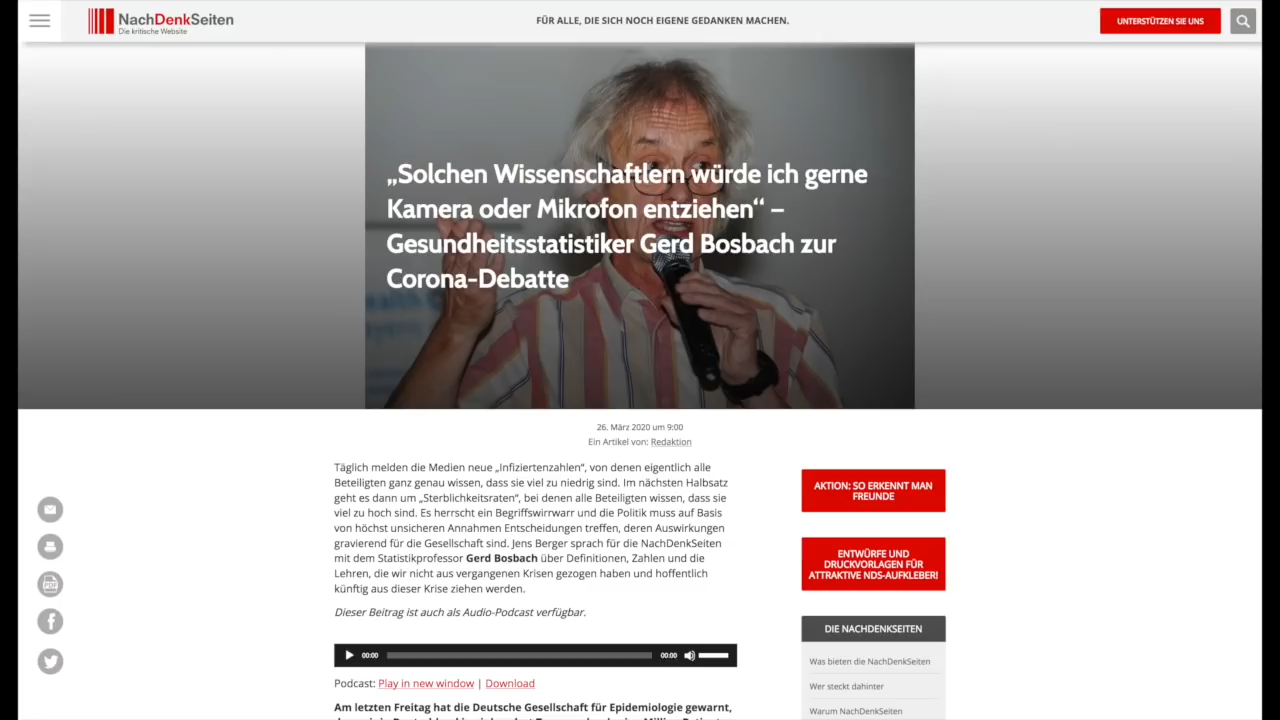 NachDenkSeiten
Die kritische Website
FÜR ALLE, DIE SICH NOCH EIGENE GEDANKEN MACHEN.
UNTERSTÜTZEN SIE UNS
„Solchen Wissenschaftlern würde ich gerne
Kamera oder Mikrofon entziehen“ –
Gesundheitsstatistiker Gerd Bosbach zur
Corona-Debatte
26. März 2020 um 9:00
Ein Artikel von: Redaktion
Täglich melden die Medien neue „Infiziertenzahlen“, von denen eigentlich alle
Beteiligten ganz genau wissen, dass sie viel zu niedrig sind. Im nächsten Halbsatz
geht es dann um „Sterblichkeitsraten“, bei denen alle Beteiligten wissen, dass sie
viel zu hoch sind. Es herrscht ein Begriffswirrwarr und die Politik muss auf Basis
von höchst unsicheren Annahmen Entscheidungen treffen, deren Auswirkungen
gravierend für die Gesellschaft sind. Jens Berger sprach für die NachDenkSeiten
mit dem Statistikprofessor Gerd Bosbach über Definitionen, Zahlen und die
Lehren, die wir nicht aus vergangenen Krisen gezogen haben und hoffentlich
künftig aus dieser Krise ziehen werden.
Dieser Beitrag ist auch als Audio-Podcast verfügbar.
00:00 00:00
Podcast: Play in new window | Download
Am letzten Freitag hat die Deutsche Gesellschaft für Epidemiologie gewarnt,
PDF
AKTION: SO ERKENNT MAN
FREUNDE
ENTWÜRFE UND
DRUCKVORLAGEN FÜR
ATTRAKTIVE NDS-AUFKLEBER!
DIE NACHDENKSEITEN
Was bieten die NachDenkSeiten
Wer steckt dahinter
Warum NachDenkSeiten